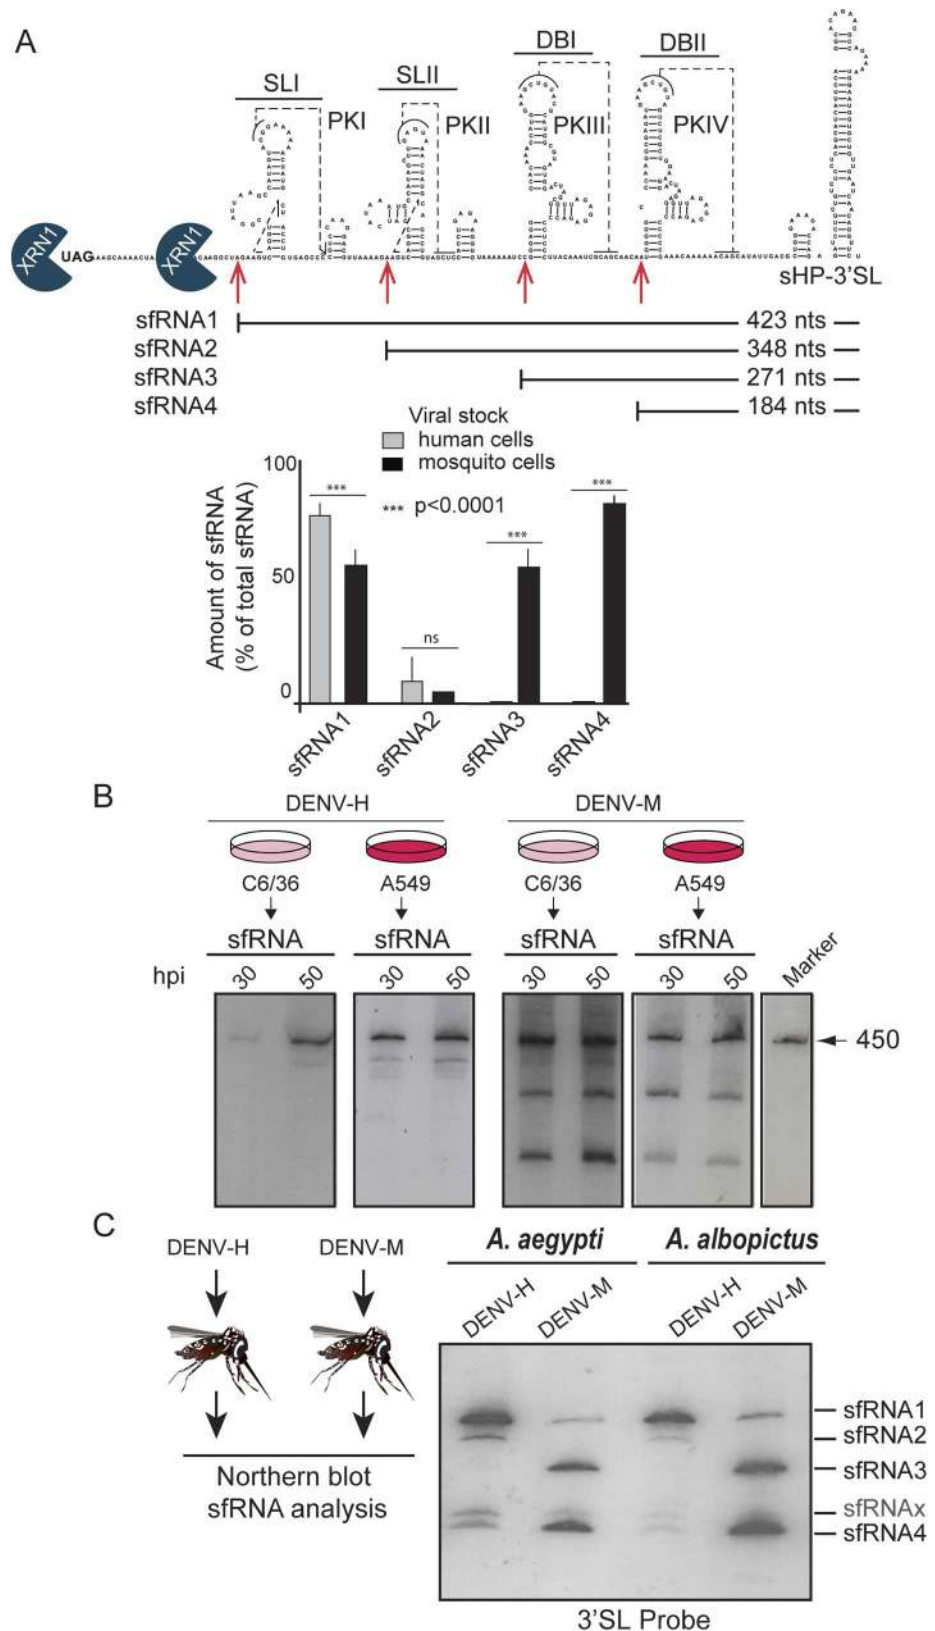 A
SLI
SLII
DBI
DBII
PKI
PKII
PKIII
PKIV
XRN1
UAG
XRN1
sHP-3'SL
sfRNA1
423 nts
sfRNA2
348 nts
sfRNA3
271 nts
sfRNA4
184 nts
Viral stock
human cells
mosquito cells
*** p<0.0001
Amount of sfRNA
(% of total sfRNA)
100
50
0
***
ns
***
***
sfRNA1
sfRNA2
sfRNA3
sfRNA4
B
DENV-H
DENV-M
C6/36
A549
C6/36
A549
sfRNA
sfRNA
sfRNA
sfRNA
hpi
30
50
30
50
30
50
30
50
Marker
450
C
DENV-H
DENV-M
Northern blot
sfRNA analysis
A. aegypti
A. albopictus
DENV-H
DENV-M
DENV-H
DENV-M
sfRNA1
sfRNA2
sfRNA3
sfRNAx
sfRNA4
3'SL Probe